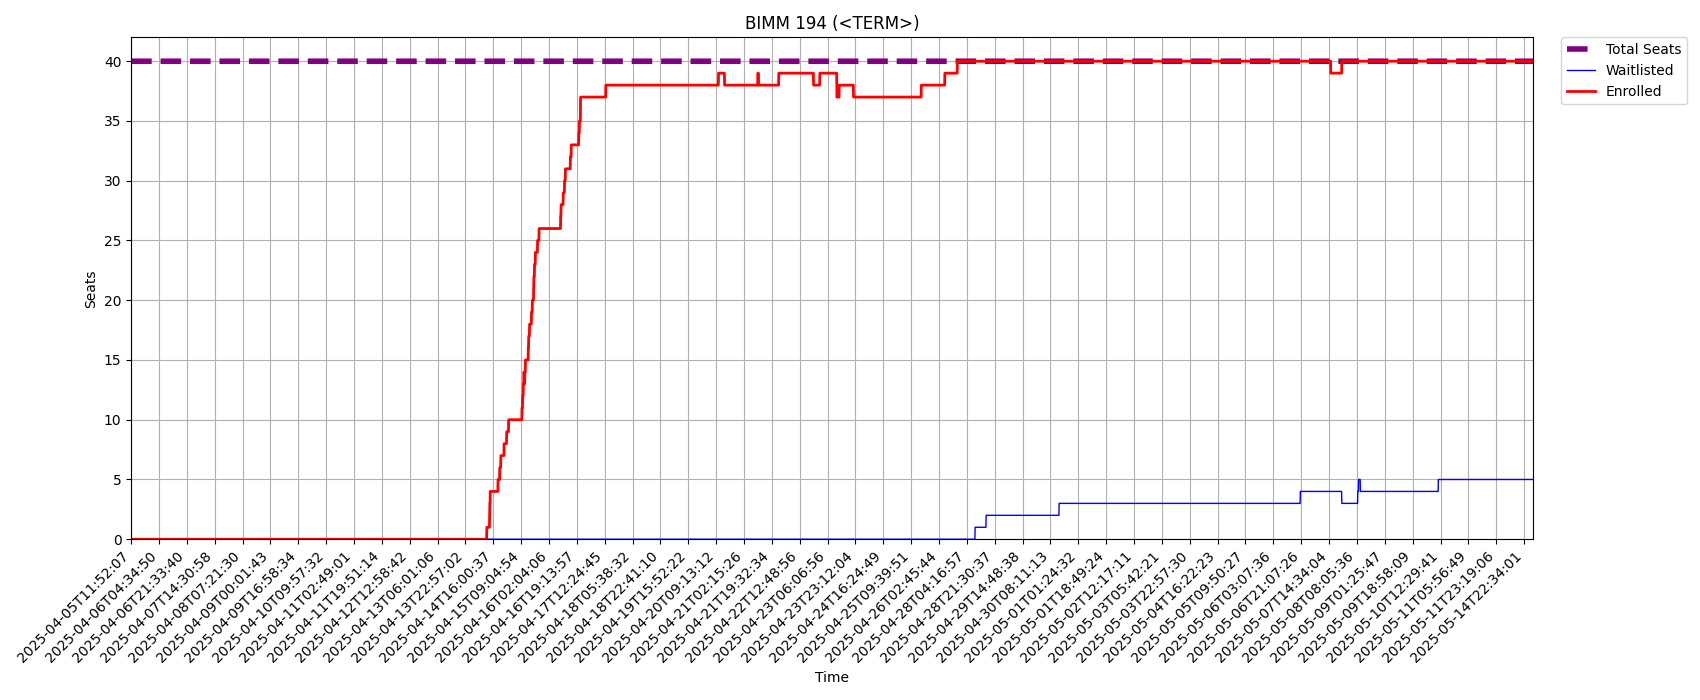 BIMM 194 (<TERM>)
Total Seats
Waitlisted
Enrolled
Seats
40
35
30
25
20
15
10
5
0
2025-04-05T11:52:07
2025-04-06T04:34:50
2025-04-06T21:33:40
2025-04-07T14:30:58
2025-04-08T07:21:30
2025-04-09T00:01:43
2025-04-09T16:58:34
2025-04-10T09:57:32
2025-04-11T02:49:01
2025-04-11T19:51:14
2025-04-12T12:58:42
2025-04-13T06:01:06
2025-04-13T22:57:02
2025-04-14T16:00:37
2025-04-15T09:04:54
2025-04-16T02:04:06
2025-04-16T19:13:57
2025-04-17T12:24:45
2025-04-18T05:38:32
2025-04-18T22:41:10
2025-04-19T15:52:22
2025-04-20T09:13:12
2025-04-21T02:15:26
2025-04-21T19:32:34
2025-04-22T12:48:56
2025-04-23T06:06:56
2025-04-23T23:12:04
2025-04-24T16:24:49
2025-04-25T09:39:51
2025-04-26T02:45:44
2025-04-28T04:16:57
2025-04-28T21:30:37
2025-04-29T14:48:38
2025-04-30T08:11:13
2025-05-01T01:24:32
2025-05-01T18:49:24
2025-05-02T12:17:11
2025-05-03T05:42:21
2025-05-03T22:57:30
2025-05-04T16:22:23
2025-05-05T09:50:27
2025-05-06T03:07:36
2025-05-06T21:07:26
2025-05-07T14:34:04
2025-05-08T08:05:36
2025-05-09T01:25:47
2025-05-09T18:58:09
2025-05-10T12:29:41
2025-05-11T05:56:49
2025-05-11T23:19:06
2025-05-14T22:34:01
Time